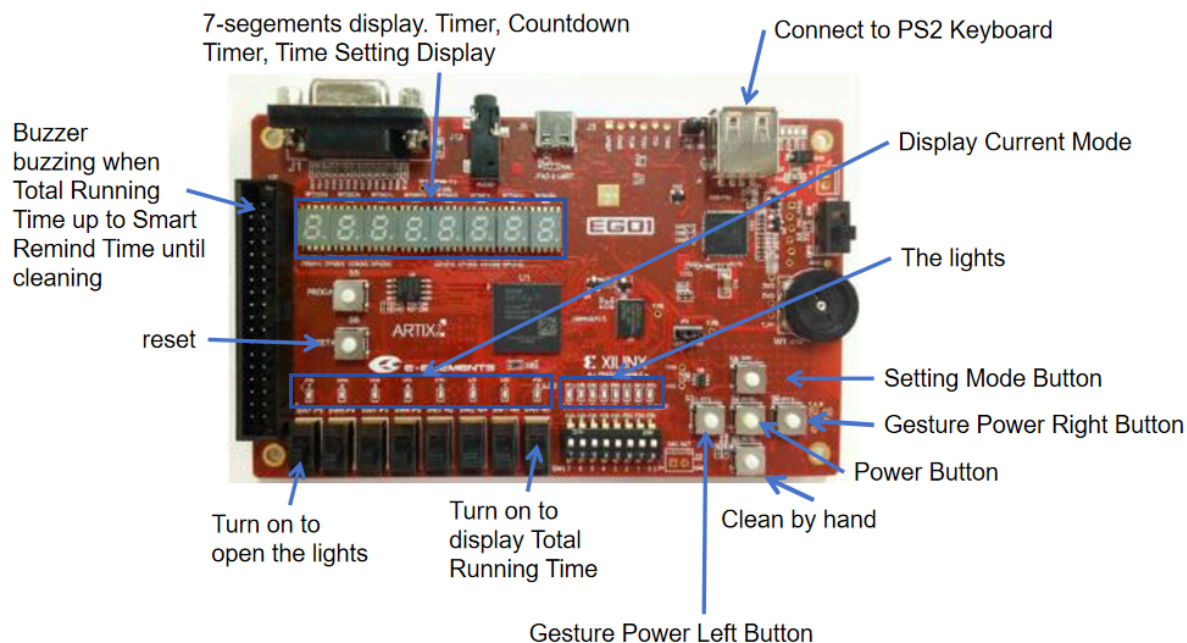 7-segements display. Timer, Countdown
Timer, Time Setting Display
Connect to PS2 Keyboard
Buzzer
buzzing when
Total Running
Time up to Smart
Remind Time until
cleaning
Display Current Mode
EGO1
The lights
reset
ARTIX
XILINX
E-ELEMENTS
Setting Mode Button
Gesture Power Right Button
Power Button
Clean by hand
Turn on to
open the lights
Turn on to
display Total
Running Time
Gesture Power Left Button